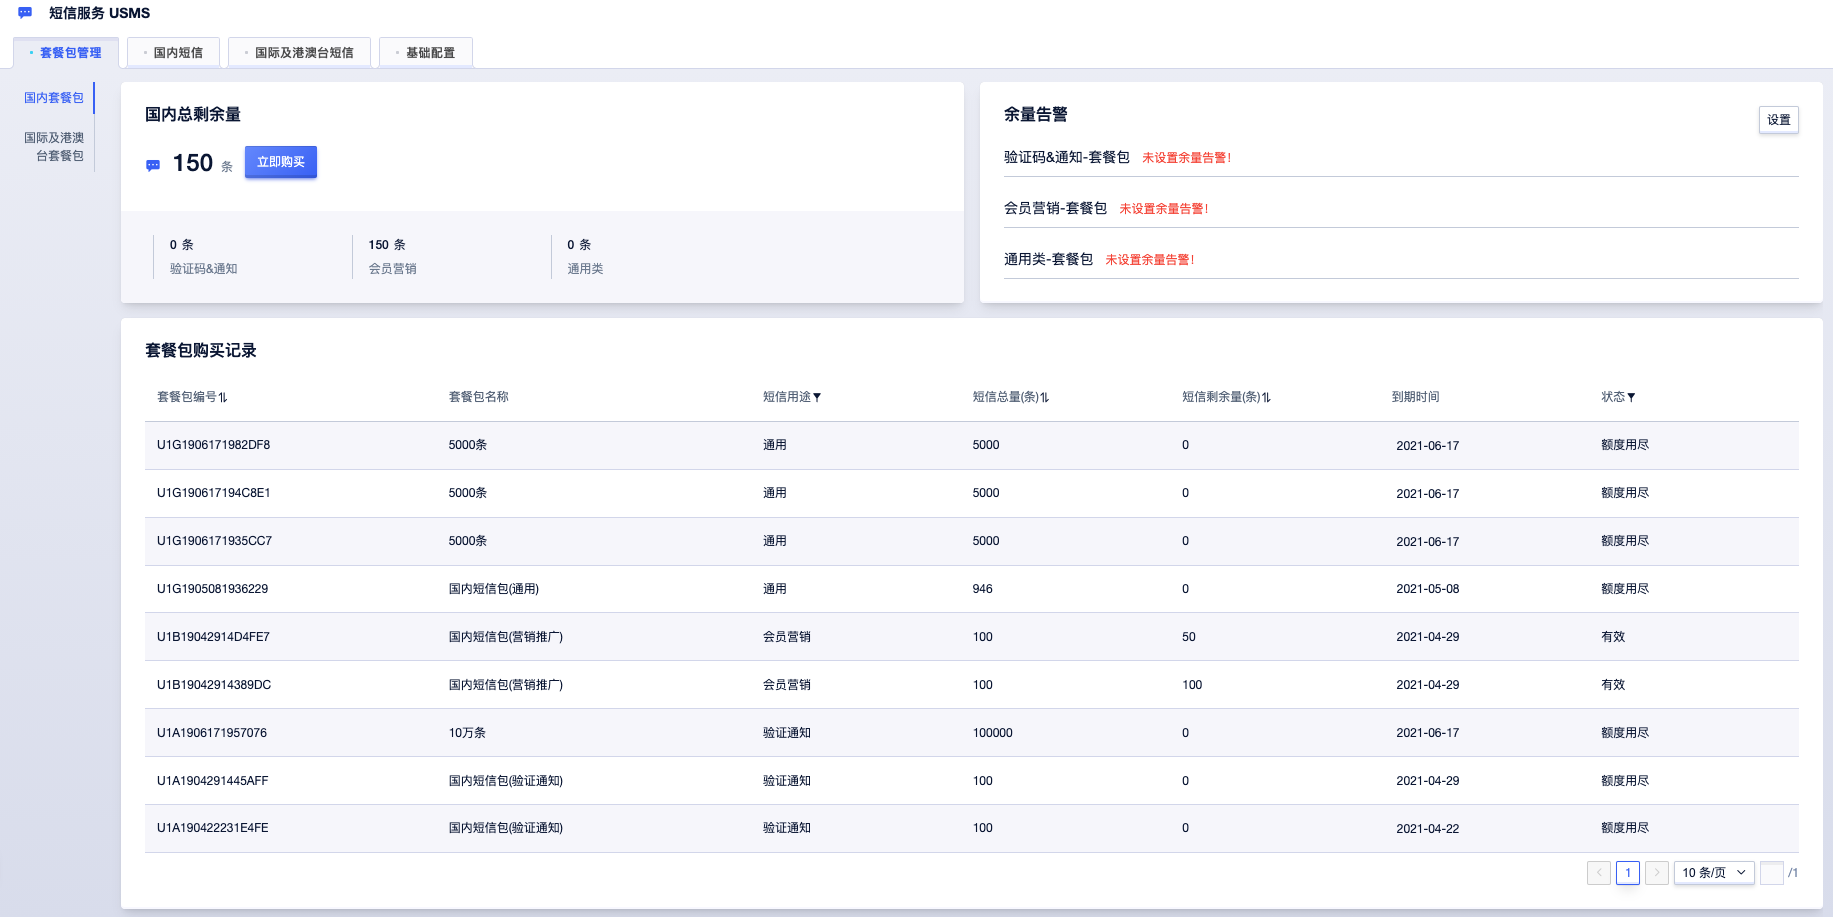 短信服务 USMS
套餐包管理
国内短信
国际及港澳台短信
基础配置
国内套餐包
国际及港澳
台套餐包
国内总剩余量
150 条 立即购买
0 条
验证码&通知
150 条
会员营销
0 条
通用类
余量告警
设置
验证码&通知-套餐包 未设置余量告警!
会员营销-套餐包 未设置余量告警!
通用类-套餐包 未设置余量告警!
套餐包购买记录
套餐包编号 套餐包名称 短信用途 短信总量(条) 短信剩余量(条) 到期时间 状态
U1G1906171982DF8 5000条 通用 5000 0 2021-06-17 额度用尽
U1G190617194C8E1 5000条 通用 5000 0 2021-06-17 额度用尽
U1G1906171935CC7 5000条 通用 5000 0 2021-06-17 额度用尽
U1G1905081936229 国内短信包(通用) 通用 946 0 2021-05-08 额度用尽
U1B19042914D4FE7 国内短信包(营销推广) 会员营销 100 50 2021-04-29 有效
U1B19042914389DC 国内短信包(营销推广) 会员营销 100 100 2021-04-29 有效
U1A1906171957076 10万条 验证通知 100000 0 2021-06-17 额度用尽
U1A1904291445AFF 国内短信包(验证通知) 验证通知 100 0 2021-04-29 额度用尽
U1A190422231E4FE 国内短信包(验证通知) 验证通知 100 0 2021-04-22 额度用尽
1 10 条/页 /1